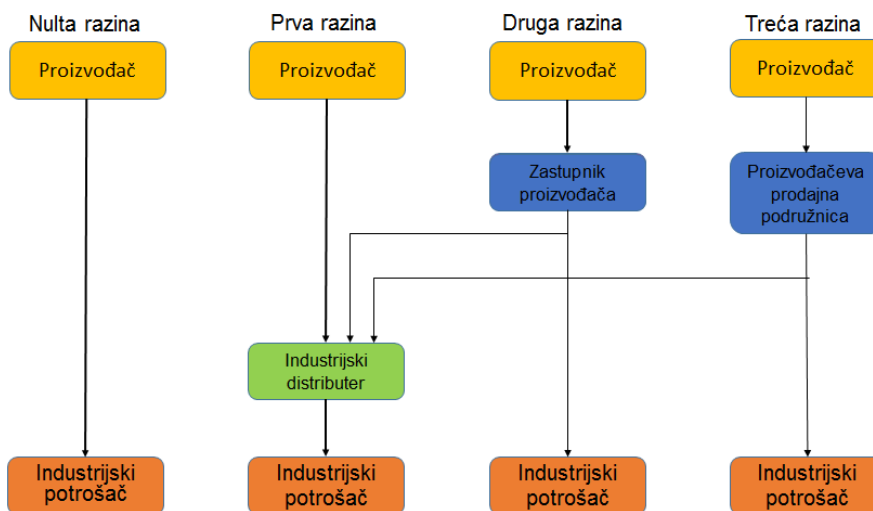 Nulta razina
Prva razina
Druga razina
Treća razina
Proizvođač
Proizvođač
Proizvođač
Proizvođač
Zastupnik
proizvođača
Proizvođačeva
prodajna
podružnica
Industrijski
distributer
Industrijski
potrošač
Industrijski
potrošač
Industrijski
potrošač
Industrijski
potrošač